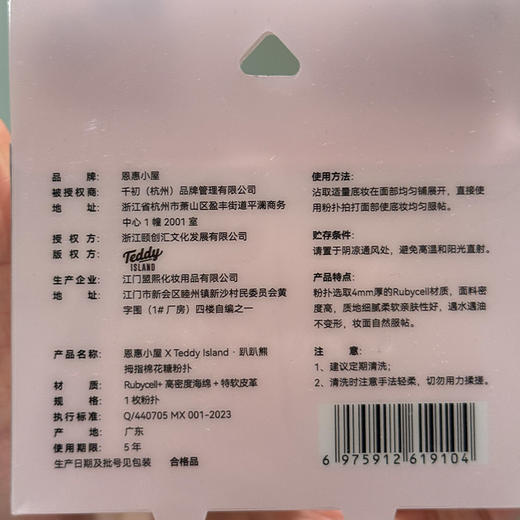 品 牌: 恩惠小屋
被授权商: 千初（杭州）品牌管理有限公司
地 址: 浙江省杭州市萧山区盈丰街道平澜商务
中心1幢2001室
授 权 方: 浙江颐创汇文化发展有限公司
版 权 方: Teddy
ISLAND
生产企业: 江门盟熙化妆用品有限公司
地 址: 江门市新会区睦州镇新沙村民委员会黄
字围（1#厂房）四楼自编之一
产品名称: 恩惠小屋 X Teddy Island · 趴趴熊
拇指棉花糖粉扑
材 质: Rubycell+高密度海绵+特软皮革
规 格: 1枚粉扑
执行标准: Q/440705 MX 001-2023
产 地: 广东
使用期限: 5年
生产日期及批号见包装 合格品
使用方法:
沾取适量底妆在面部均匀铺展开，直接使
用粉扑拍打面部使底妆均匀服帖。
贮存条件:
请置于阴凉通风处，避免高温和阳光直射。
产品特点:
粉扑选取4mm厚的Rubycell材质，面料密
度高，质地细腻柔软亲肤性好，遇水遇油
不变形，妆面自然服帖。
注 意:
1、建议定期清洗;
2、清洗时注意手法轻柔，切勿用力揉搓。
6 975912 619104